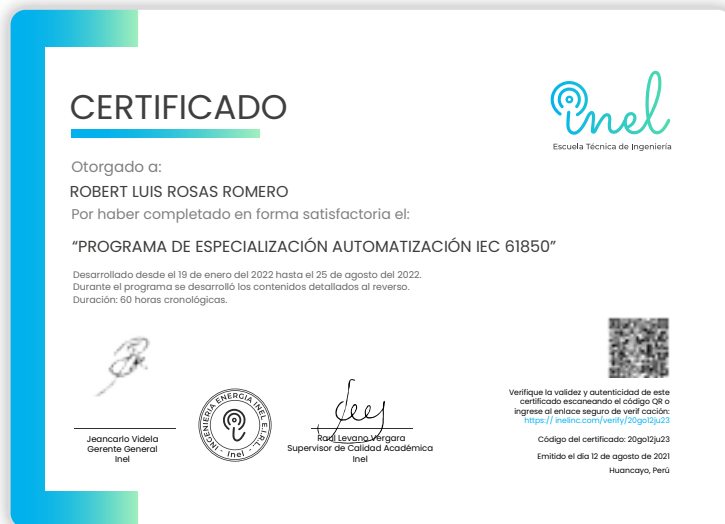 CERTIFICADO
inel
Escuela Técnica de Ingeniería
Otorgado a:
ROBERT LUIS ROSAS ROMERO
Por haber completado en forma satisfactoria el:
“PROGRAMA DE ESPECIALIZACIÓN AUTOMATIZACIÓN IEC 61850”
Desarrollado desde el 19 de enero del 2022 hasta el 25 de agosto del 2022.
Durante el programa se desarrolló los contenidos detallados al reverso.
Duración: 60 horas cronológicas.
Jeancarlo Videla
Gerente General
Inel
INGENIERIA ENERGIA INEL E.I.R.L.
- Inel -
Raúl Levano Vergara
Supervisor de Calidad Académica
Inel
Verifique la validez y autenticidad de este
certificado escaneando el código QR o
ingrese al enlace seguro de verif cación:
https:// inelinc.com/verify/20go12ju23
Código del certificado: 20go12ju23
Emitido el día 12 de agosto de 2021
Huancayo, Perú